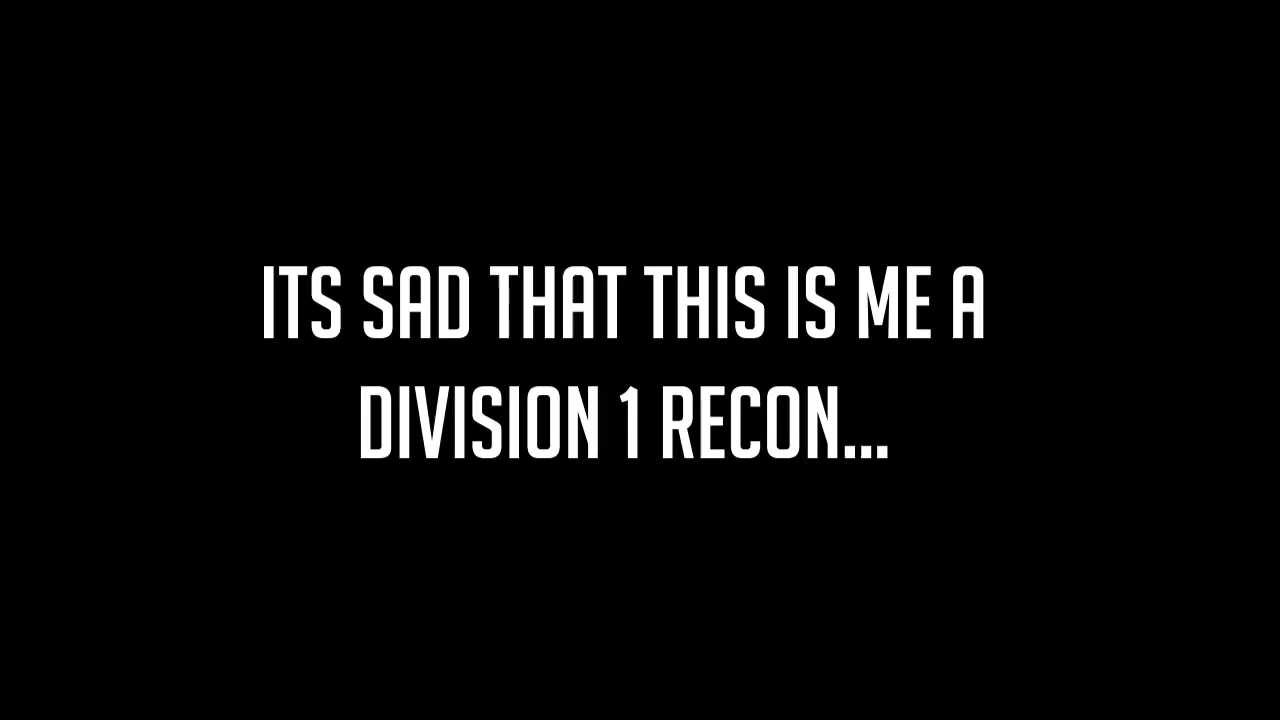 ITS SAD THAT THIS IS ME A
DIVISION 1 RECON...